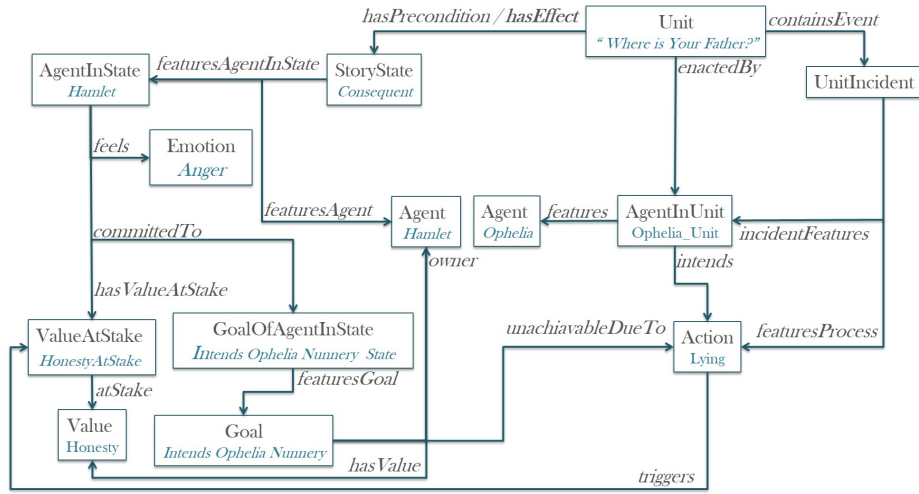 hasPrecondition / hasEffect
Unit
“ Where is Your Father?”
containsEvent
AgentInState
Hamlet
featuresAgentInState
StoryState
Consequent
enactedBy
UnitIncident
feels
Emotion
Anger
featuresAgent
Agent
Hamlet
Agent
Ophelia
features
AgentInUnit
Ophelia_Unit
incidentFeatures
committedTo
owner
intends
hasValueAtStake
ValueAtStake
HonestyAtStake
GoalOfAgentInState
Intends Ophelia Nunnery State
unachiavableDueTo
Action
Lying
featuresProcess
atStake
featuresGoal
Value
Honesty
Goal
Intends Ophelia Nunnery
hasValue
triggers